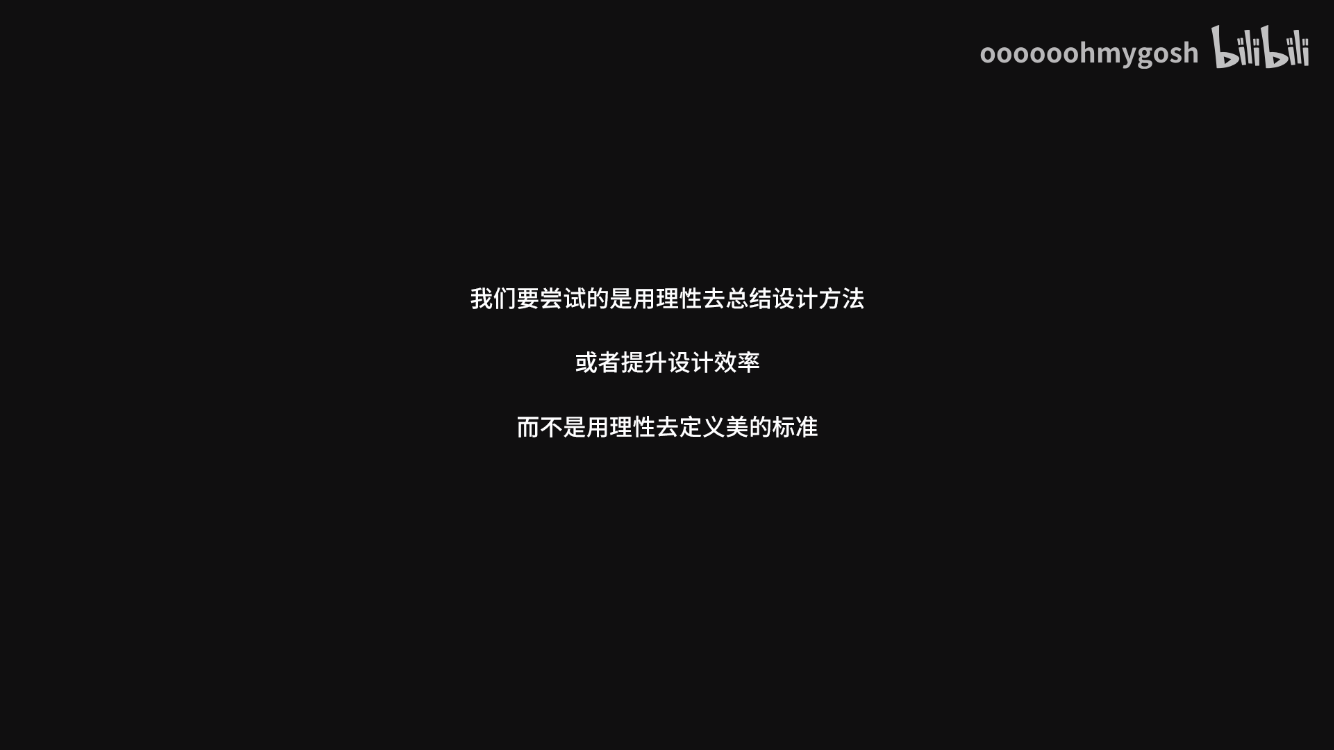 oooooohmygosh bilibili
我们要尝试的是用理性去总结设计方法
或者提升设计效率
而不是用理性去定义美的标准